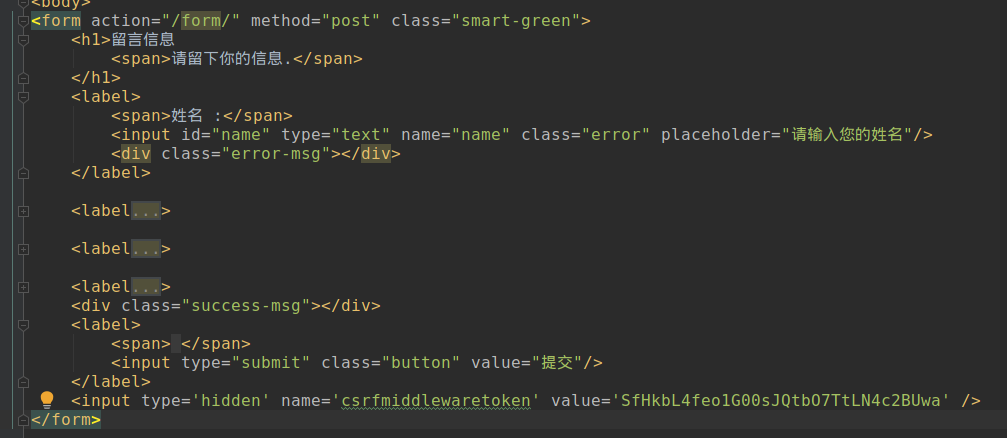 <body>
<form action="/form/" method="post" class="smart-green">
<h1>留言信息
<span>请留下你的信息.</span>
</h1>
<label>
<span>姓名 :</span>
<input id="name" type="text" name="name" class="error" placeholder="请输入您的姓名"/>
<div class="error-msg"></div>
</label>
<label...>
<label...>
<label...>
<div class="success-msg"></div>
<label>
<span> </span>
<input type="submit" class="button" value="提交"/>
</label>
<input type='hidden' name='csrfmiddlewaretoken' value='SfHkbL4feo1G00sJQtbO7TtLN4c2BUwa' />
</form>